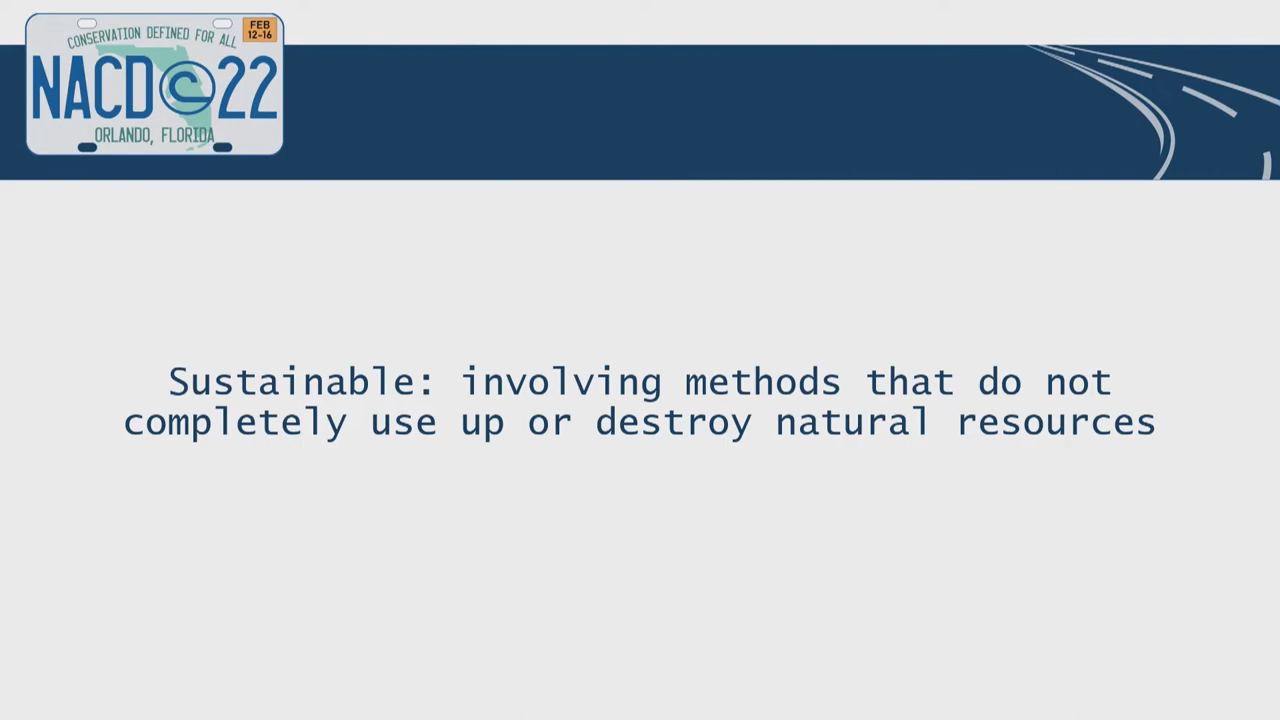 CONSERVATION DEFINED FOR ALL
FEB
12-16
NACD 22
ORLANDO, FLORIDA
Sustainable: involving methods that do not
completely use up or destroy natural resources